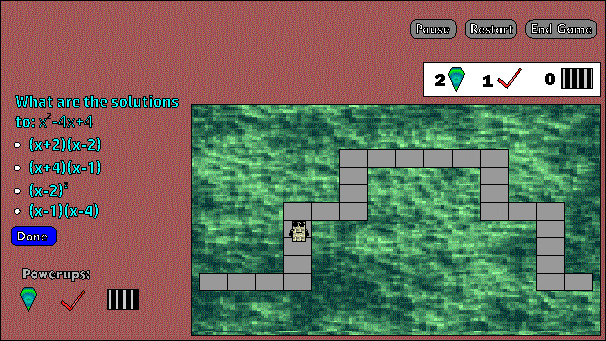 Pause Restart End Game
2 1 0
What are the solutions
to: x²-4x+4
(x+2)(x-2)
(x+4)(x-1)
(x-2)²
(x-1)(x-4)
Done
Powerups: